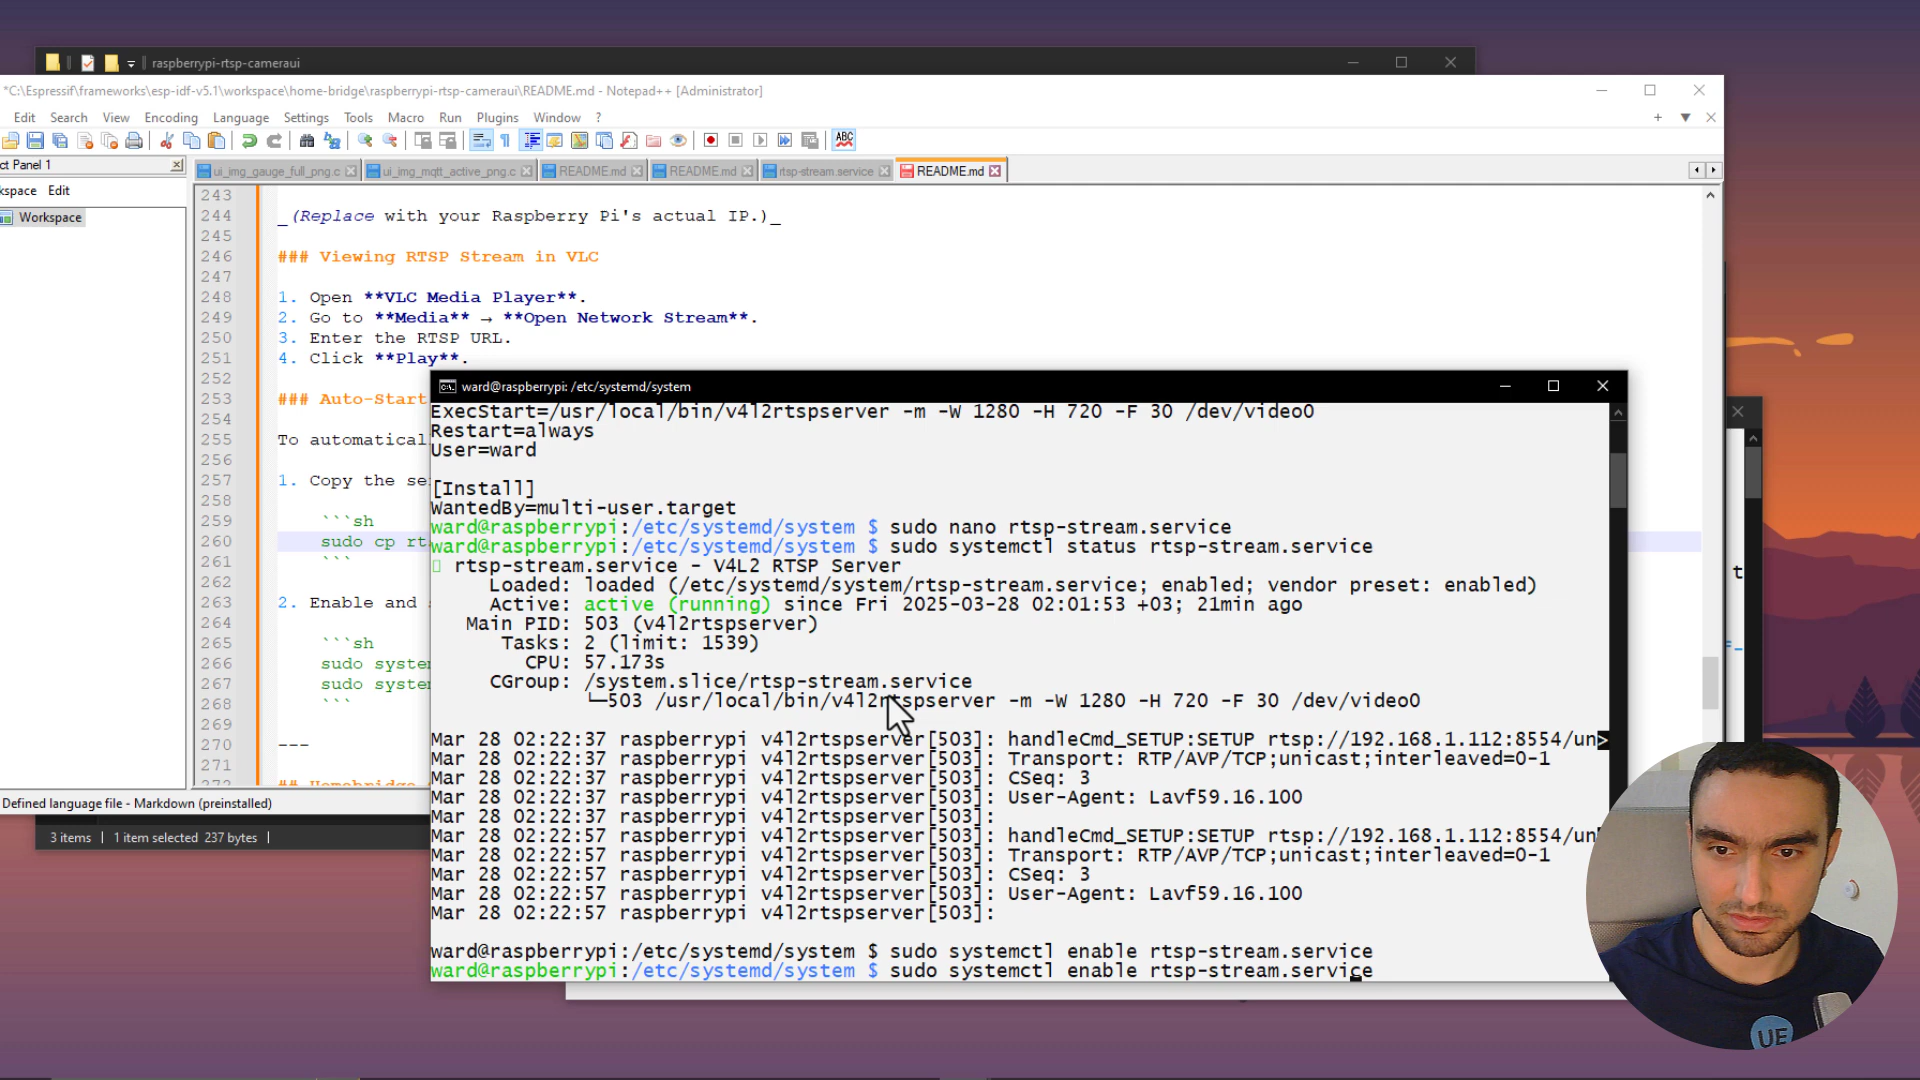 raspberrypi-rtsp-cameraui
*C:\Espressif\frameworks\esp-idf-v5.1\workspace\home-bridge\raspberrypi-rtsp-cameraui\README.md - Notepad++ [Administrator]
Edit Search View Encoding Language Settings Tools Macro Run Plugins Window ?
ABC
ct Panel 1
ui_img_gauge_full_png.c ui_img_mqtt_active_png.c README.md README.md rtsp-stream.service README.md
kspace Edit
Workspace
243
244 _(Replace with your Raspberry Pi's actual IP.)_
245
246 ### Viewing RTSP Stream in VLC
247
248 1. Open **VLC Media Player**.
249 2. Go to **Media** → **Open Network Stream**.
250 3. Enter the RTSP URL.
251 4. Click **Play**.
252
253 ### Auto-Start
254
255 To automatical
256
257 1. Copy the se
258
259 ```sh
260 sudo cp rt
261 ```
262
263 2. Enable and
264
265 ```sh
266 sudo syste
267 sudo syste
268 ```
269
270 ---
271
272 ## Homebridge
Defined language file - Markdown (preinstalled)
3 items | 1 item selected 237 bytes |
ward@raspberrypi: /etc/systemd/system
ExecStart=/usr/local/bin/v4l2rtspserver -m -W 1280 -H 720 -F 30 /dev/video0
Restart=always
User=ward
[Install]
WantedBy=multi-user.target
ward@raspberrypi:/etc/systemd/system $ sudo nano rtsp-stream.service
ward@raspberrypi:/etc/systemd/system $ sudo systemctl status rtsp-stream.service
rtsp-stream.service - V4L2 RTSP Server
Loaded: loaded (/etc/systemd/system/rtsp-stream.service; enabled; vendor preset: enabled)
Active: active (running) since Fri 2025-03-28 02:01:53 +03; 21min ago
Main PID: 503 (v4l2rtspserver)
Tasks: 2 (limit: 1539)
CPU: 57.173s
CGroup: /system.slice/rtsp-stream.service
└─503 /usr/local/bin/v4l2rtspserver -m -W 1280 -H 720 -F 30 /dev/video0
Mar 28 02:22:37 raspberrypi v4l2rtspserver[503]: handleCmd_SETUP:SETUP rtsp://192.168.1.112:8554/un>
Mar 28 02:22:37 raspberrypi v4l2rtspserver[503]: Transport: RTP/AVP/TCP;unicast;interleaved=0-1
Mar 28 02:22:37 raspberrypi v4l2rtspserver[503]: CSeq: 3
Mar 28 02:22:37 raspberrypi v4l2rtspserver[503]: User-Agent: Lavf59.16.100
Mar 28 02:22:37 raspberrypi v4l2rtspserver[503]:
Mar 28 02:22:57 raspberrypi v4l2rtspserver[503]: handleCmd_SETUP:SETUP rtsp://192.168.1.112:8554/un
Mar 28 02:22:57 raspberrypi v4l2rtspserver[503]: Transport: RTP/AVP/TCP;unicast;interleaved=0-1
Mar 28 02:22:57 raspberrypi v4l2rtspserver[503]: CSeq: 3
Mar 28 02:22:57 raspberrypi v4l2rtspserver[503]: User-Agent: Lavf59.16.100
Mar 28 02:22:57 raspberrypi v4l2rtspserver[503]:
ward@raspberrypi:/etc/systemd/system $ sudo systemctl enable rtsp-stream.service
ward@raspberrypi:/etc/systemd/system $ sudo systemctl enable rtsp-stream.service
UE